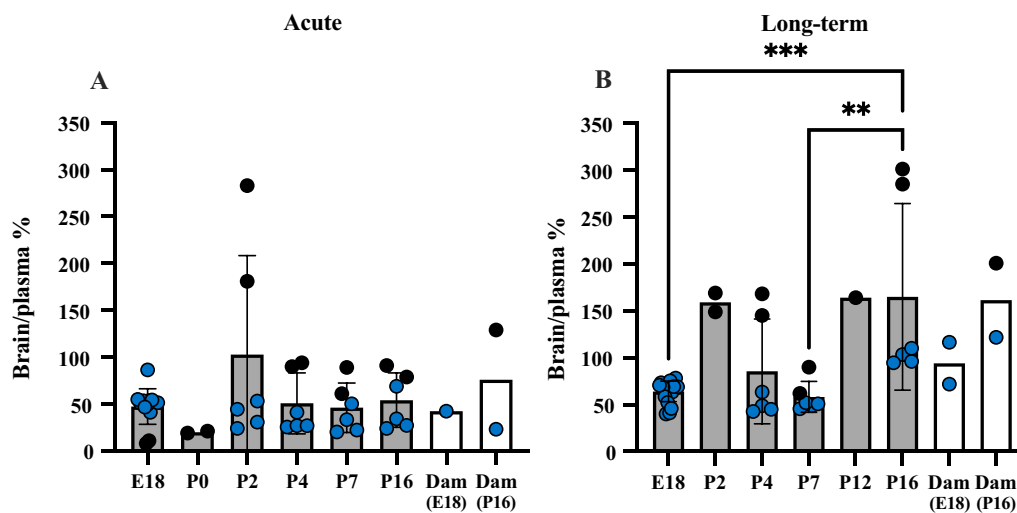 Acute
A
Brain/plasma %
350
300
250
200
150
100
50
0
E18 P0 P2 P4 P7 P16 Dam (E18) Dam (P16)
Long-term
B
***
**
Brain/plasma %
350
300
250
200
150
100
50
0
E18 P2 P4 P7 P12 P16 Dam (E18) Dam (P16)